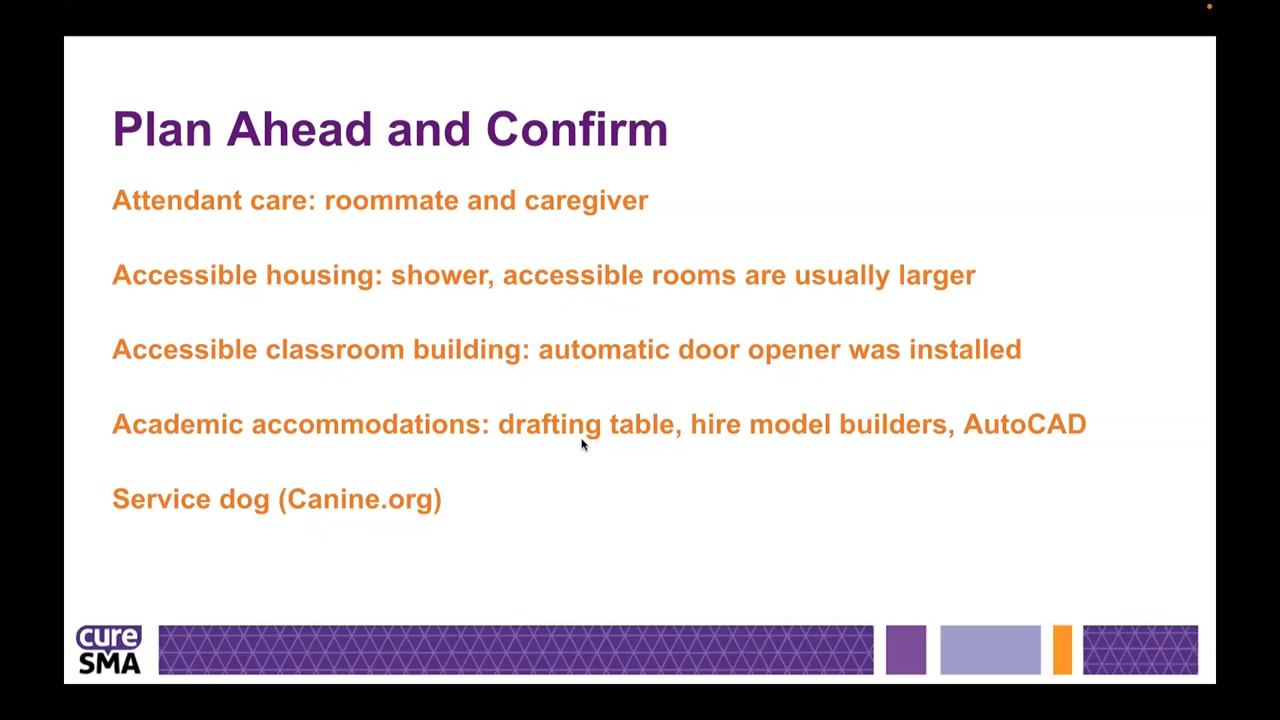 Plan Ahead and Confirm
Attendant care: roommate and caregiver
Accessible housing: shower, accessible rooms are usually larger
Accessible classroom building: automatic door opener was installed
Academic accommodations: drafting table, hire model builders, AutoCAD
Service dog (Canine.org)
cure
SMA